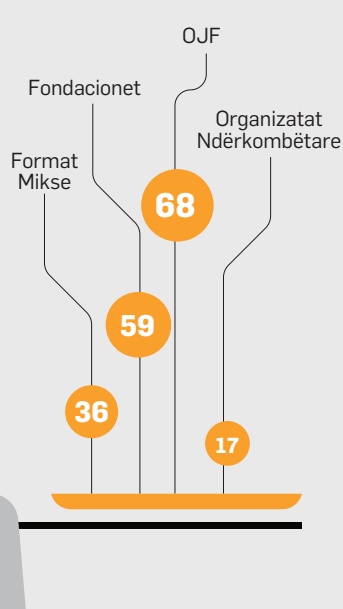 OJF
Fondacionet
Organizatat
Ndërkombëtare
Format
Mikse
68
59
36
17